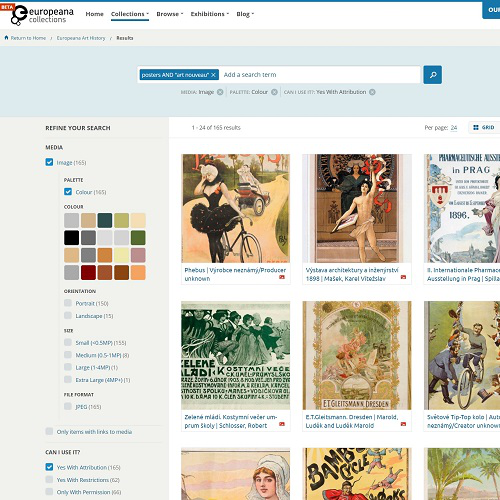 BETA
europeana
collections
Home Collections Browse Exhibitions Blog
OUR
Return to Home / Europeana Art History / Results
posters AND "art nouveau" × Add a search term
MEDIA: Image PALETTE: Colour CAN I USE IT?: Yes With Attribution
REFINE YOUR SEARCH
1 - 24 of 165 results Per page: 24 GRID
MEDIA
Image (165)
PALETTE
Colour (165)
COLOUR
ORIENTATION
Portrait (150)
Landscape (15)
SIZE
Small (<0.5MP) (155)
Medium (0.5-1MP) (8)
Large (1-4MP) (1)
Extra Large (4MP+) (1)
FILE FORMAT
JPEG (165)
Only items with links to media
CAN I USE IT?
Yes With Attribution (165)
Yes With Restrictions (62)
Only With Permission (66)
PHARMACEUTISCHE AUSST
in PRAG
1896.
Phebus | Výrobce neznámý/Producer
unknown
Výstava architektury a inženýrství
1898 | Mašek, Karel Vítězslav
II. Internationale Pharmac
Ausstellung in Prag | Spilla
ZELENÉ
MLÁDÍ.
KOSTYMNÍ VEČER
E.T.GLEITSMANN.DRESDEN
Zelené mládí. Kostymní večer um-
prum školy | Schlosser, Robert
E.T.Gleitsmann. Dresden | Marold,
Luděk and Luděk Marold
Světové Tip-Top kolo | Auto
neznámý/Creator unknown
BAMBOO
CYCLE